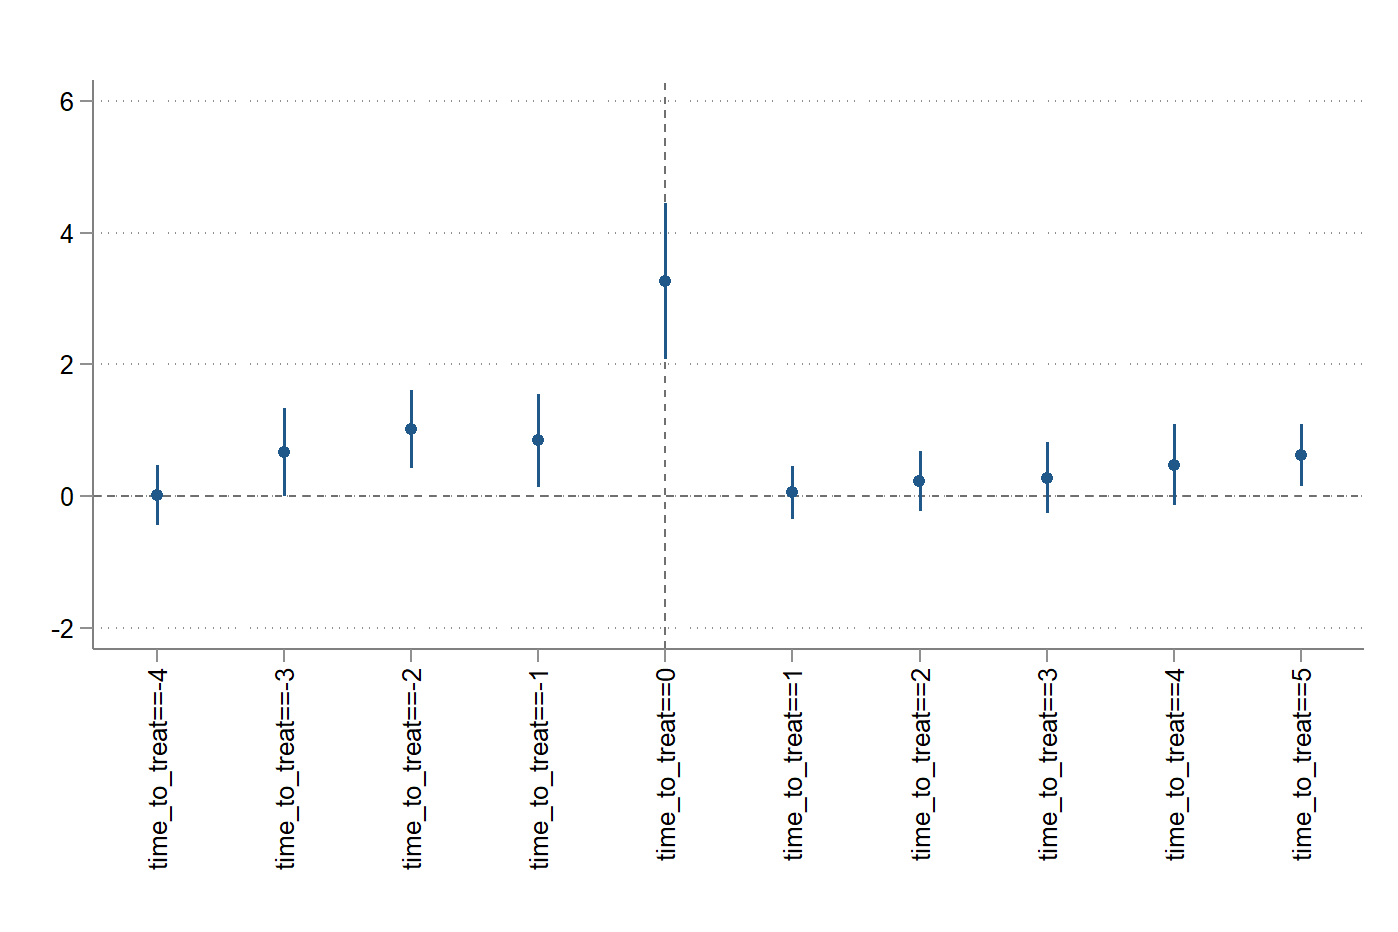 6
4
2
0
-2
time_to_treat==-4
time_to_treat==-3
time_to_treat==-2
time_to_treat==-1
time_to_treat==0
time_to_treat==1
time_to_treat==2
time_to_treat==3
time_to_treat==4
time_to_treat==5